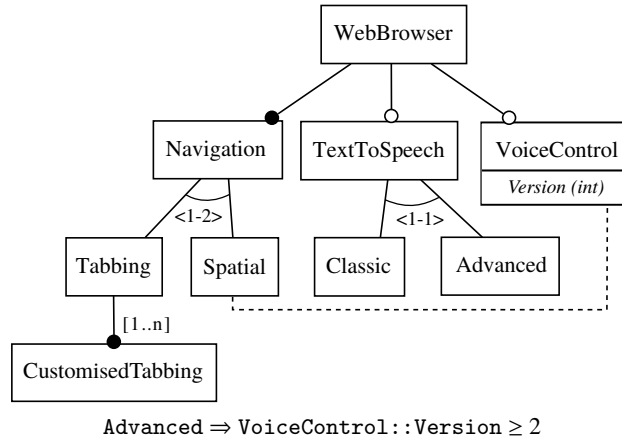 WebBrowser
Navigation
TextToSpeech
VoiceControl
Version (int)
<1-2>
<1-1>
Tabbing
Spatial
Classic
Advanced
[1..n]
CustomisedTabbing
Advanced ⇒ VoiceControl::Version ≥ 2